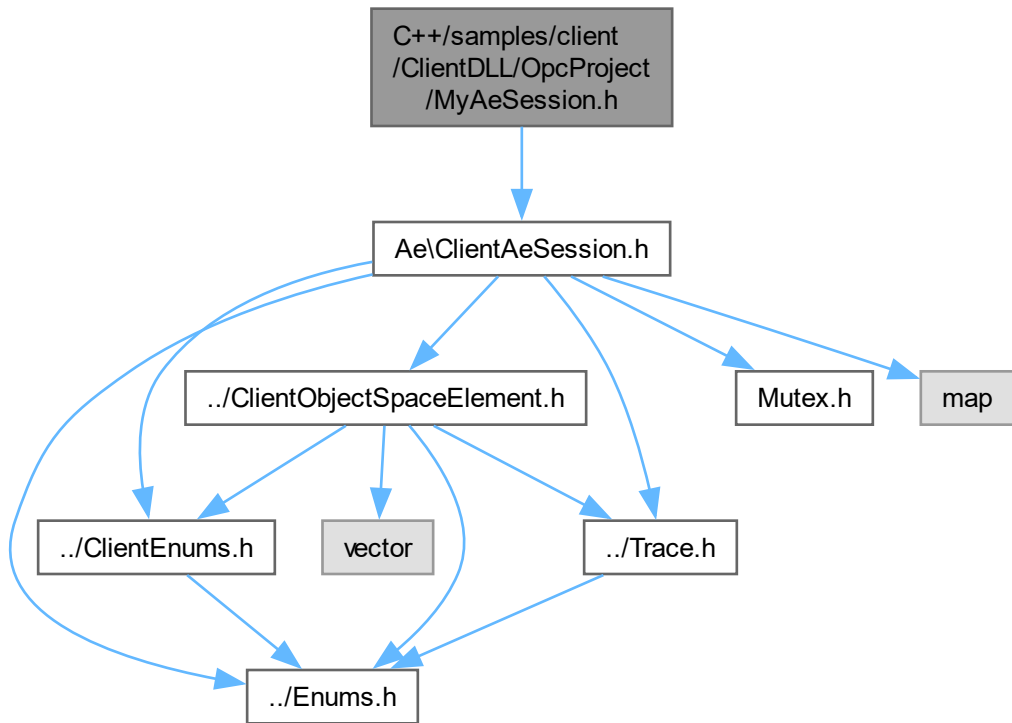 C++/samples/client
/ClientDLL/OpcProject
/MyAeSession.h
Ae\ClientAeSession.h
../ClientObjectSpaceElement.h
Mutex.h
map
../ClientEnums.h
vector
../Trace.h
../Enums.h